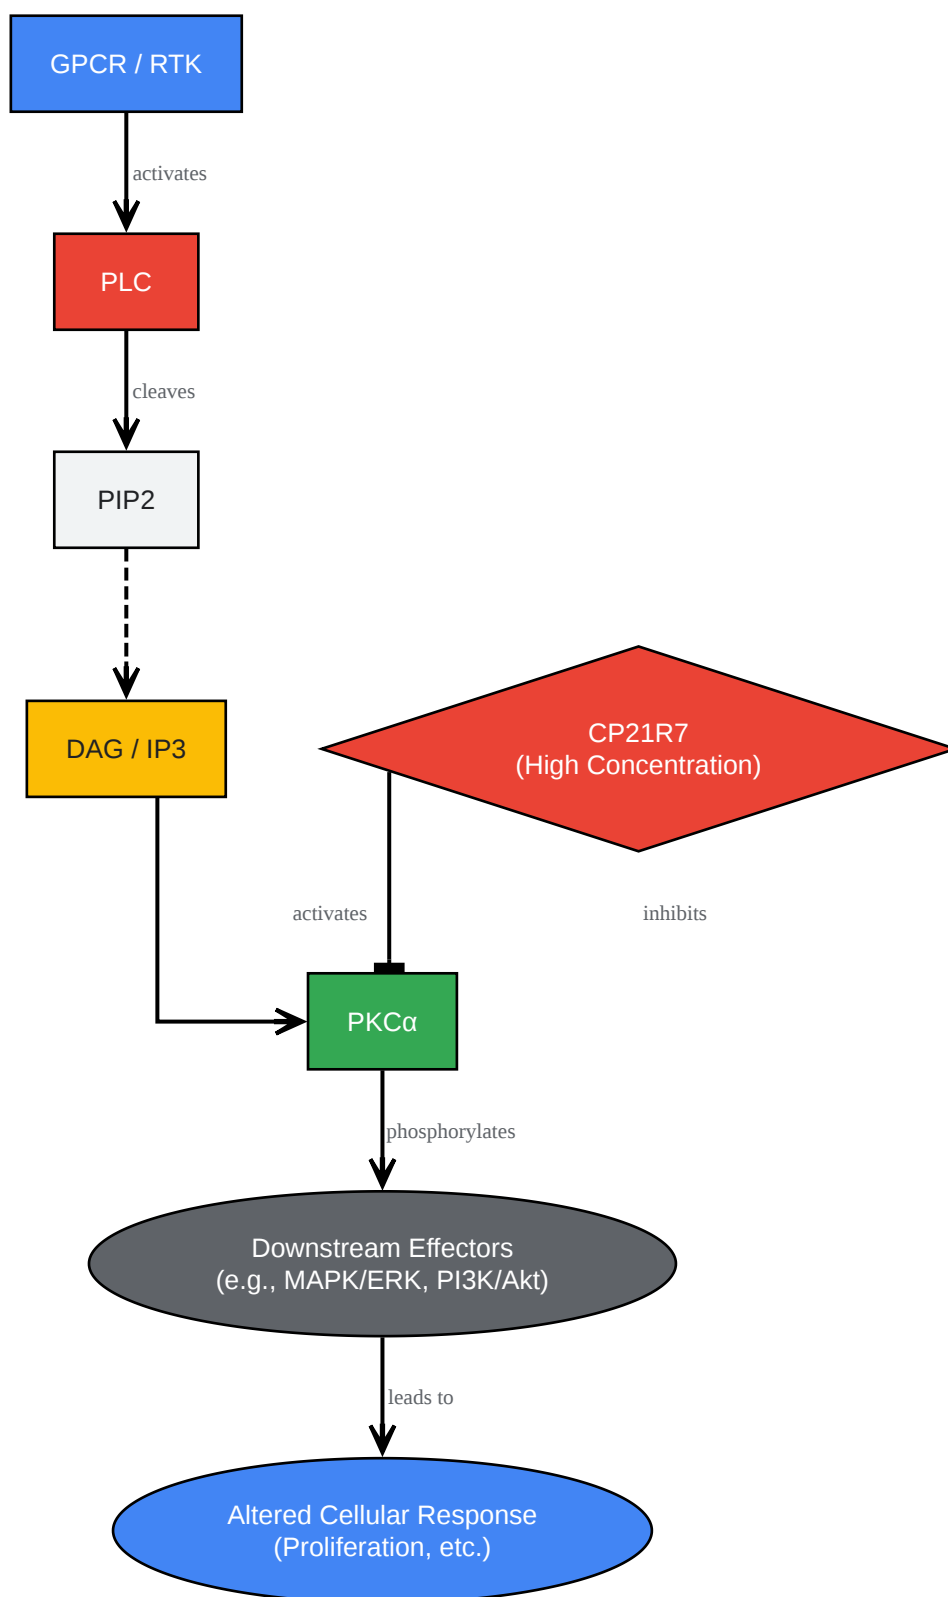 GPCR / RTK
activates
PLC
cleaves
PIP2
DAG / IP3
CP21R7
(High Concentration)
activates
inhibits
PKCα
phosphorylates
Downstream Effectors
(e.g., MAPK/ERK, PI3K/Akt)
leads to
Altered Cellular Response
(Proliferation, etc.)